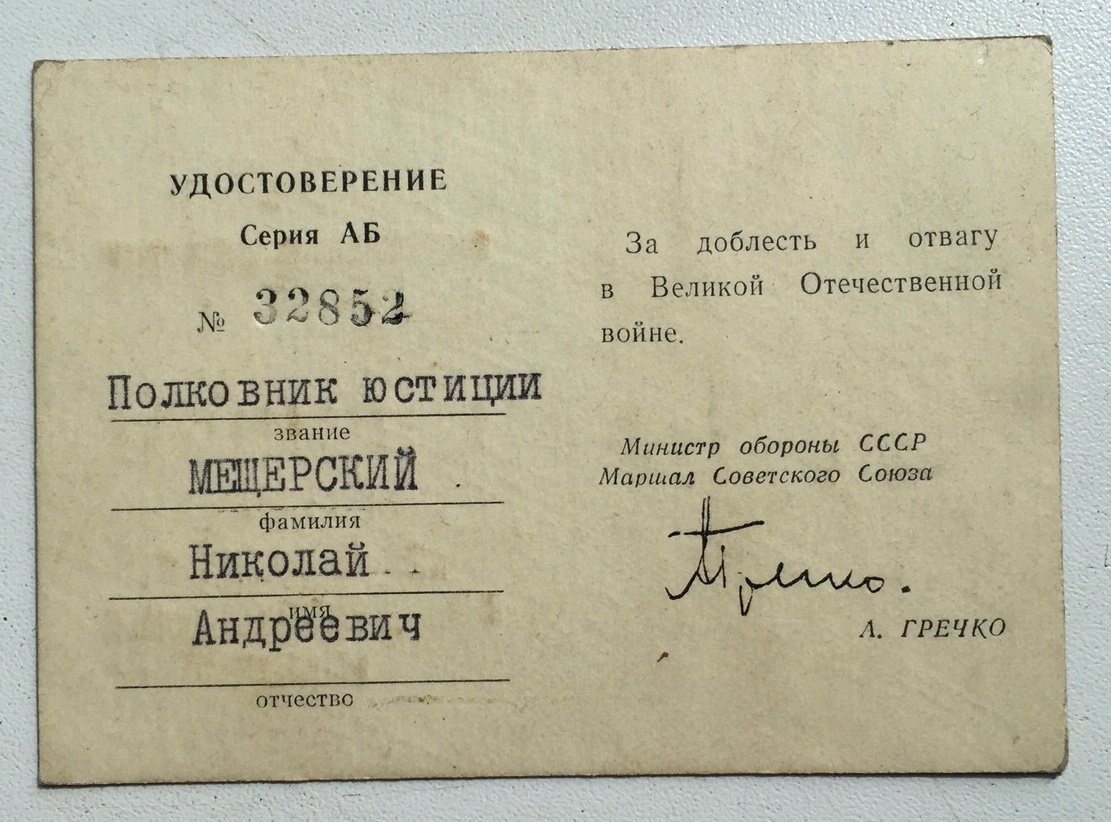 УДОСТОВЕРЕНИЕ
Серия АБ
№ 32852
Полковник юстиции
звание
МЕЩЕРСКИЙ
фамилия
Николай
имя
Андреевич
отчество
За доблесть и отвагу
в Великой Отечественной
войне.
Министр обороны СССР
Маршал Советского Союза
А. Гречко.
А. ГРЕЧКО